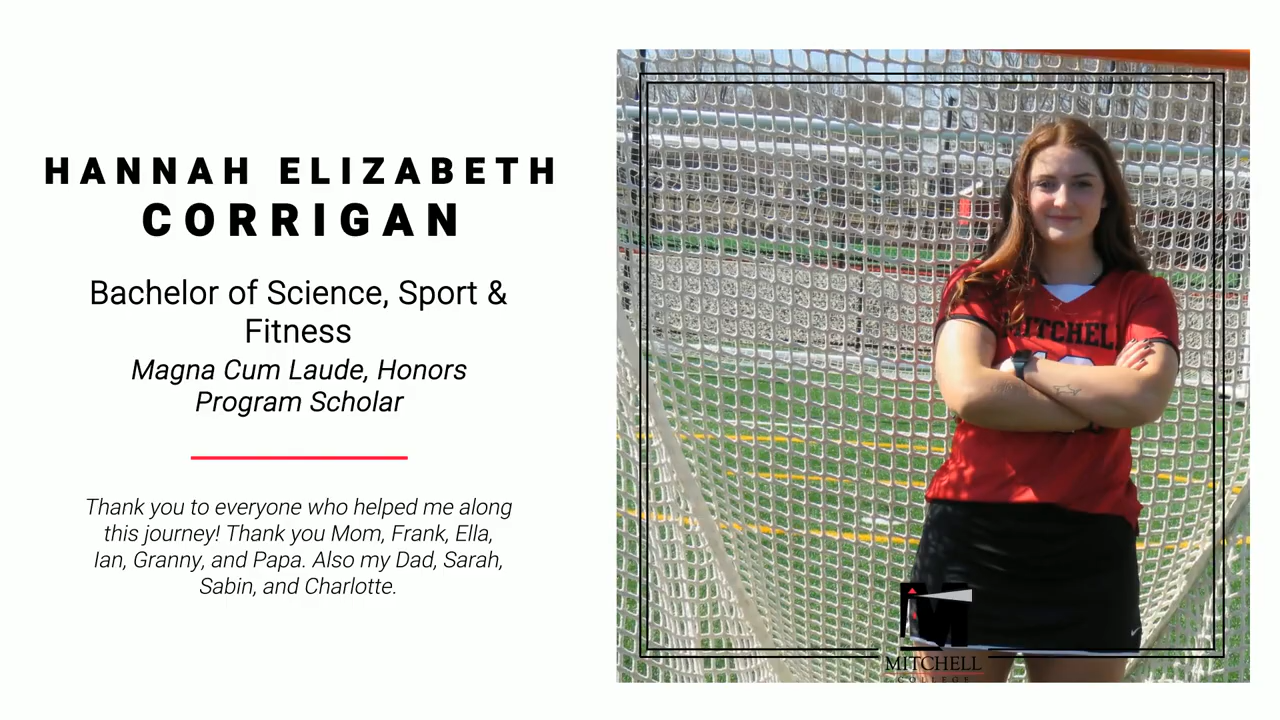 HANNAH ELIZABETH
CORRIGAN
Bachelor of Science, Sport &
Fitness
Magna Cum Laude, Honors
Program Scholar
Thank you to everyone who helped me along
this journey! Thank you Mom, Frank, Ella,
Ian, Granny, and Papa. Also my Dad, Sarah,
Sabin, and Charlotte.
MITCHELL
MITCHELL
COLLEGE